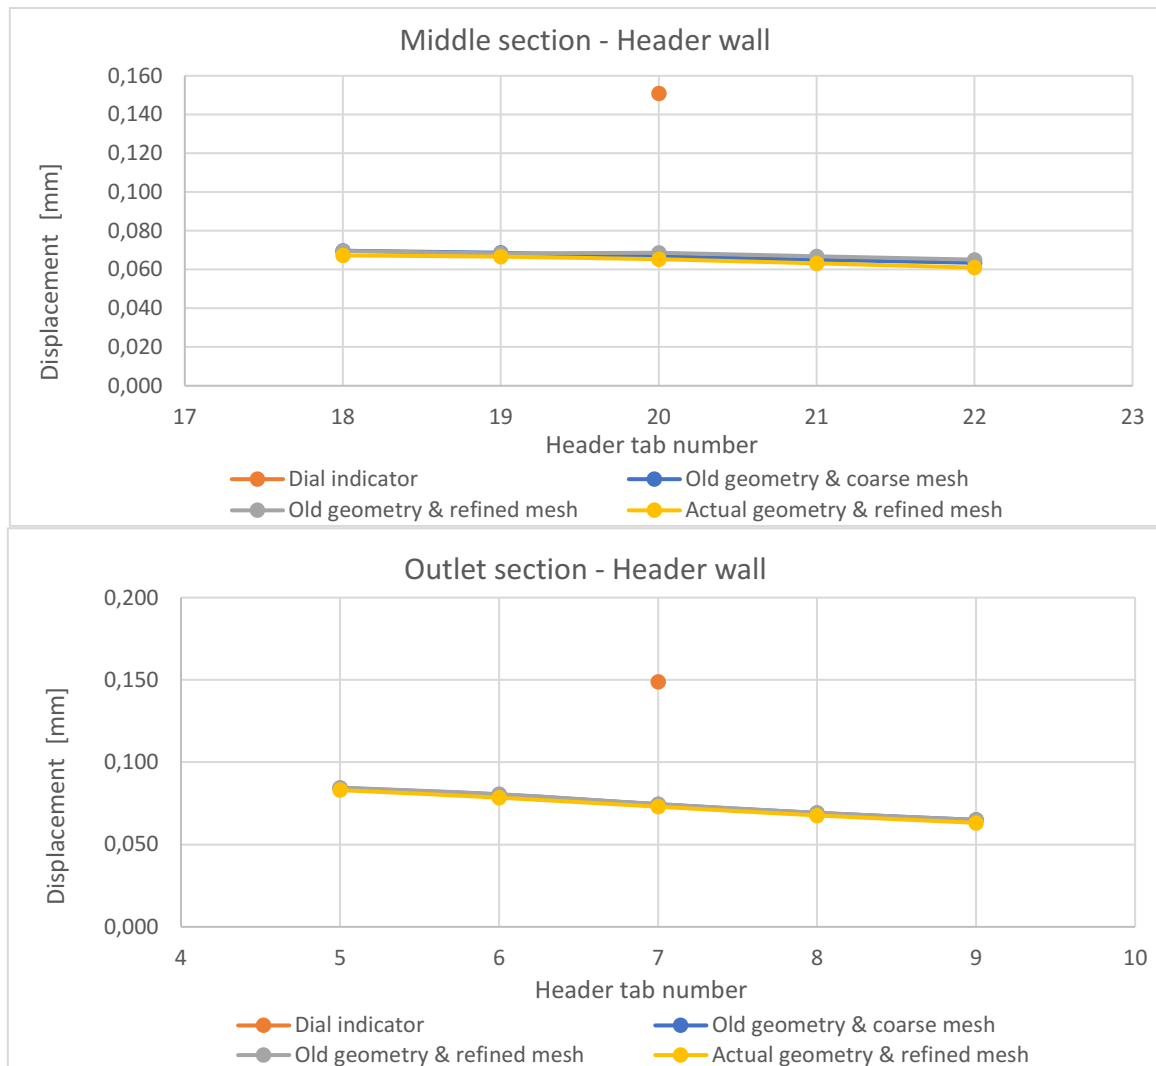 Middle section - Header wall
0,160
0,140
0,120
0,100
0,080
0,060
0,040
0,020
0,000
Displacement [mm]
17 18 19 20 21 22 23
Header tab number
Dial indicator Old geometry & coarse mesh
Old geometry & refined mesh Actual geometry & refined mesh
Outlet section - Header wall
0,200
0,150
0,100
0,050
0,000
Displacement [mm]
4 5 6 7 8 9 10
Header tab number
Dial indicator Old geometry & coarse mesh
Old geometry & refined mesh Actual geometry & refined mesh